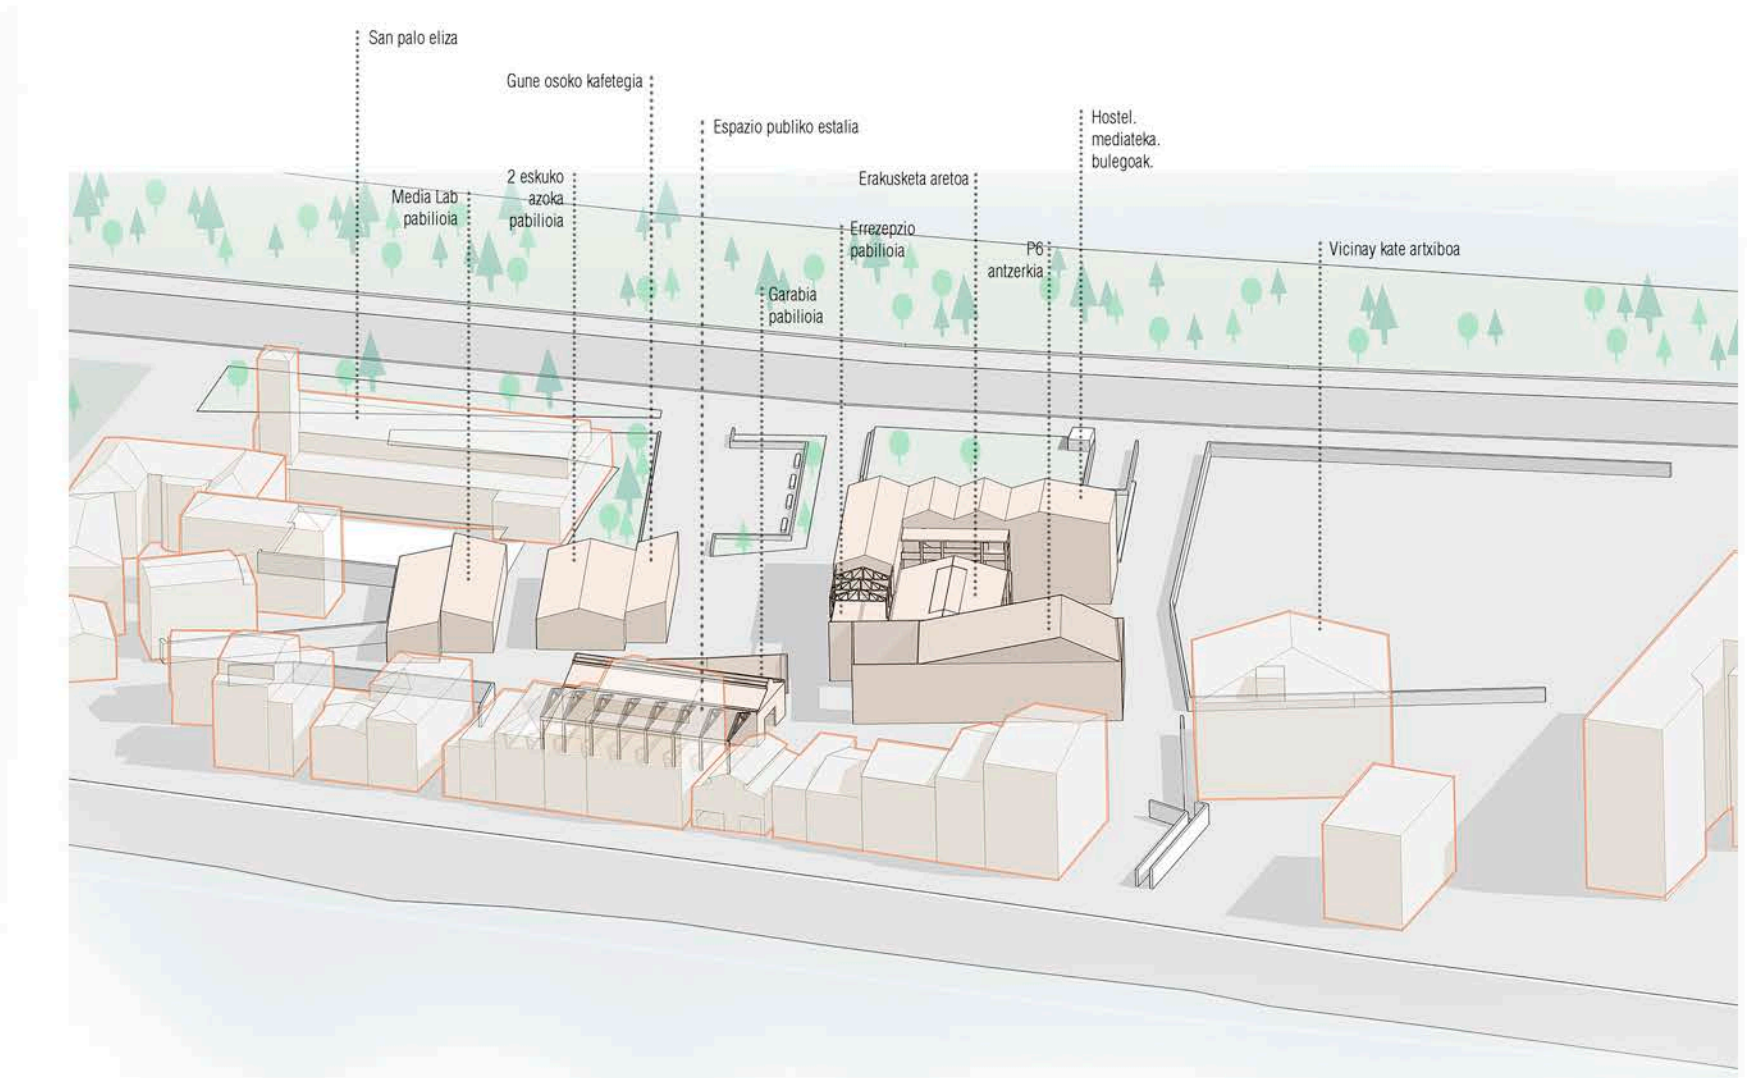 San palo eliza
Gune osoko kafetegia
Espazio publiko estalia
Hostel.
mediateka.
bulegoak.
Media Lab
pabilioia
2 eskuko
azoka
pabilioia
Erakusketa aretoa
Errezepzio
pabilioia
P6
antzerkia
Vicinay kate artxiboa
Garabia
pabilioia